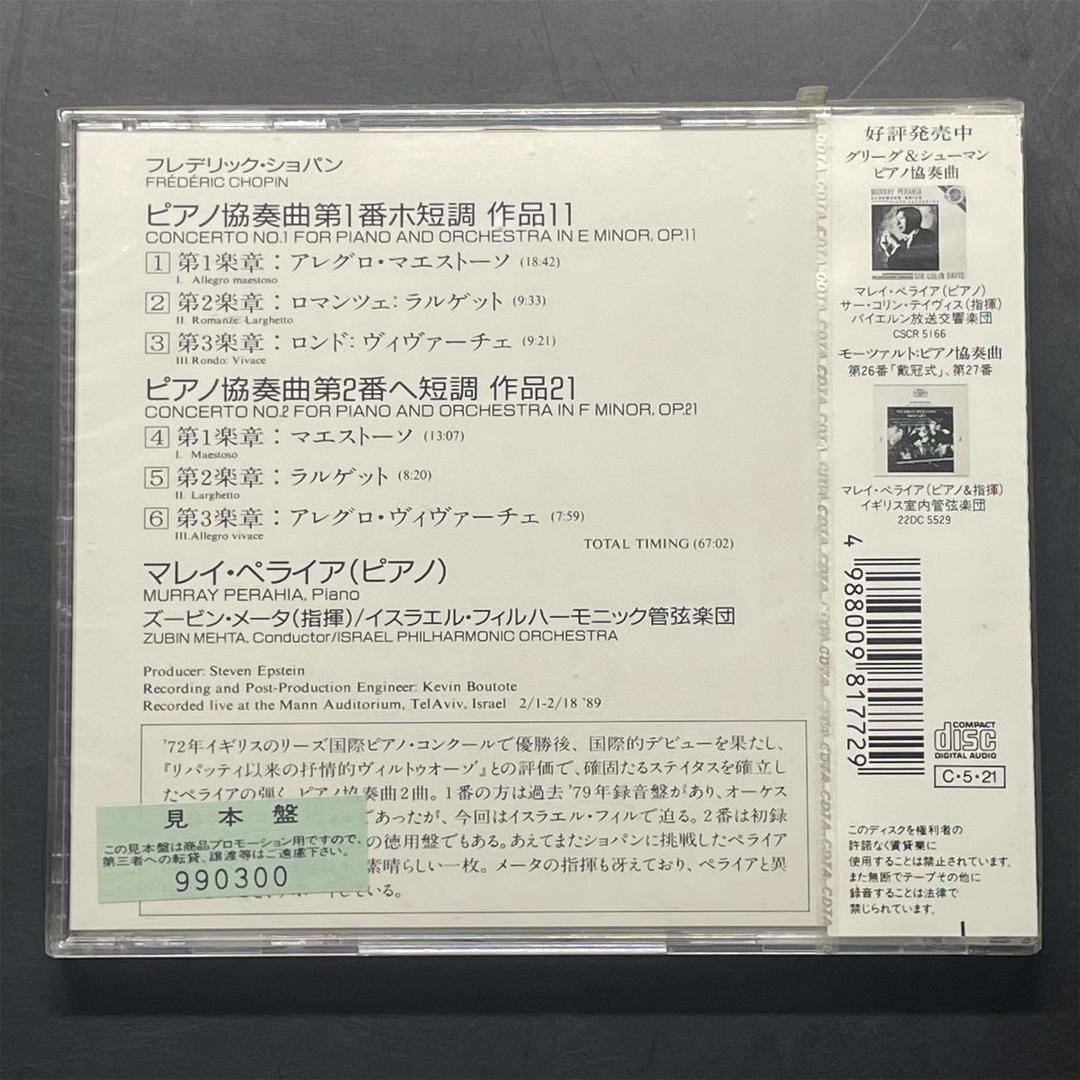 フレデリック・ショパン
FRÉDÉRIC CHOPIN
ピアノ協奏曲第1番ホ短調 作品11
CONCERTO NO.1 FOR PIANO AND ORCHESTRA IN E MINOR, OP.11
1 第1楽章：アレグロ・マエストーソ (18:42)
I. Allegro maestoso
2 第2楽章：ロマンツェ：ラルゲット (9:33)
II. Romanze: Larghetto
3 第3楽章：ロンド：ヴィヴァーチェ (9:21)
III.Rondo: Vivace
ピアノ協奏曲第2番ヘ短調 作品21
CONCERTO NO.2 FOR PIANO AND ORCHESTRA IN F MINOR, OP.21
4 第1楽章：マエストーソ (13:07)
I. Maestoso
5 第2楽章：ラルゲット (8:20)
II. Larghetto
6 第3楽章：アレグロ・ヴィヴァーチェ (7:59)
III.Allegro vivace
TOTAL TIMING (67:02)
マレイ・ペライア(ピアノ)
MURRAY PERAHIA, Piano
ズービン・メータ(指揮)/イスラエル・フィルハーモニック管弦楽団
ZUBIN MEHTA, Conductor/ISRAEL PHILHARMONIC ORCHESTRA
Producer: Steven Epstein
Recording and Post-Production Engineer: Kevin Boutote
Recorded live at the Mann Auditorium, TelAviv, Israel 2/1-2/18 '89
'72年イギリスのリーズ国際ピアノ・コンクールで優勝後、国際的デビューを果たし、
『リパッティ以来の抒情的ヴィルトゥオーゾ』との評価で、確固たるステイタスを確立し
たペライアの弾く、ピアノ協奏曲2曲。1番の方は過去'79年録音盤があり、オーケス
であったが、今回はイスラエル・フィルで迫る。2番は初録
の徳用盤でもある。あえてまたショパンに挑戦したペライア
素晴らしい一枚。メータの指揮も冴えており、ペライアと異
ている。
見本盤
この見本盤は商品プロモーション用ですので、
第三者への転貸、譲渡等はご遠慮下さい。
990300
好評発売中
グリーグ&シューマン
ピアノ協奏曲
MURRAY PERAHIA
SIR COLIN DAVIS
マレイ・ペライア(ピアノ)
サー・コリン・デイヴィス(指揮)
バイエルン放送交響楽団
CSCR 5166
モーツァルト：ピアノ協奏曲
第26番「戴冠式」、第27番
マレイ・ペライア(ピアノ&指揮)
イギリス室内管弦楽団
22DC 5529
4 988009 817729
COMPACT
disc
DIGITAL AUDIO
C・5・21
このディスクを権利者の
許諾なく賃貸業に
使用することは禁止されています。
また無断でテープその他に
録音することは法律で
禁じられています。